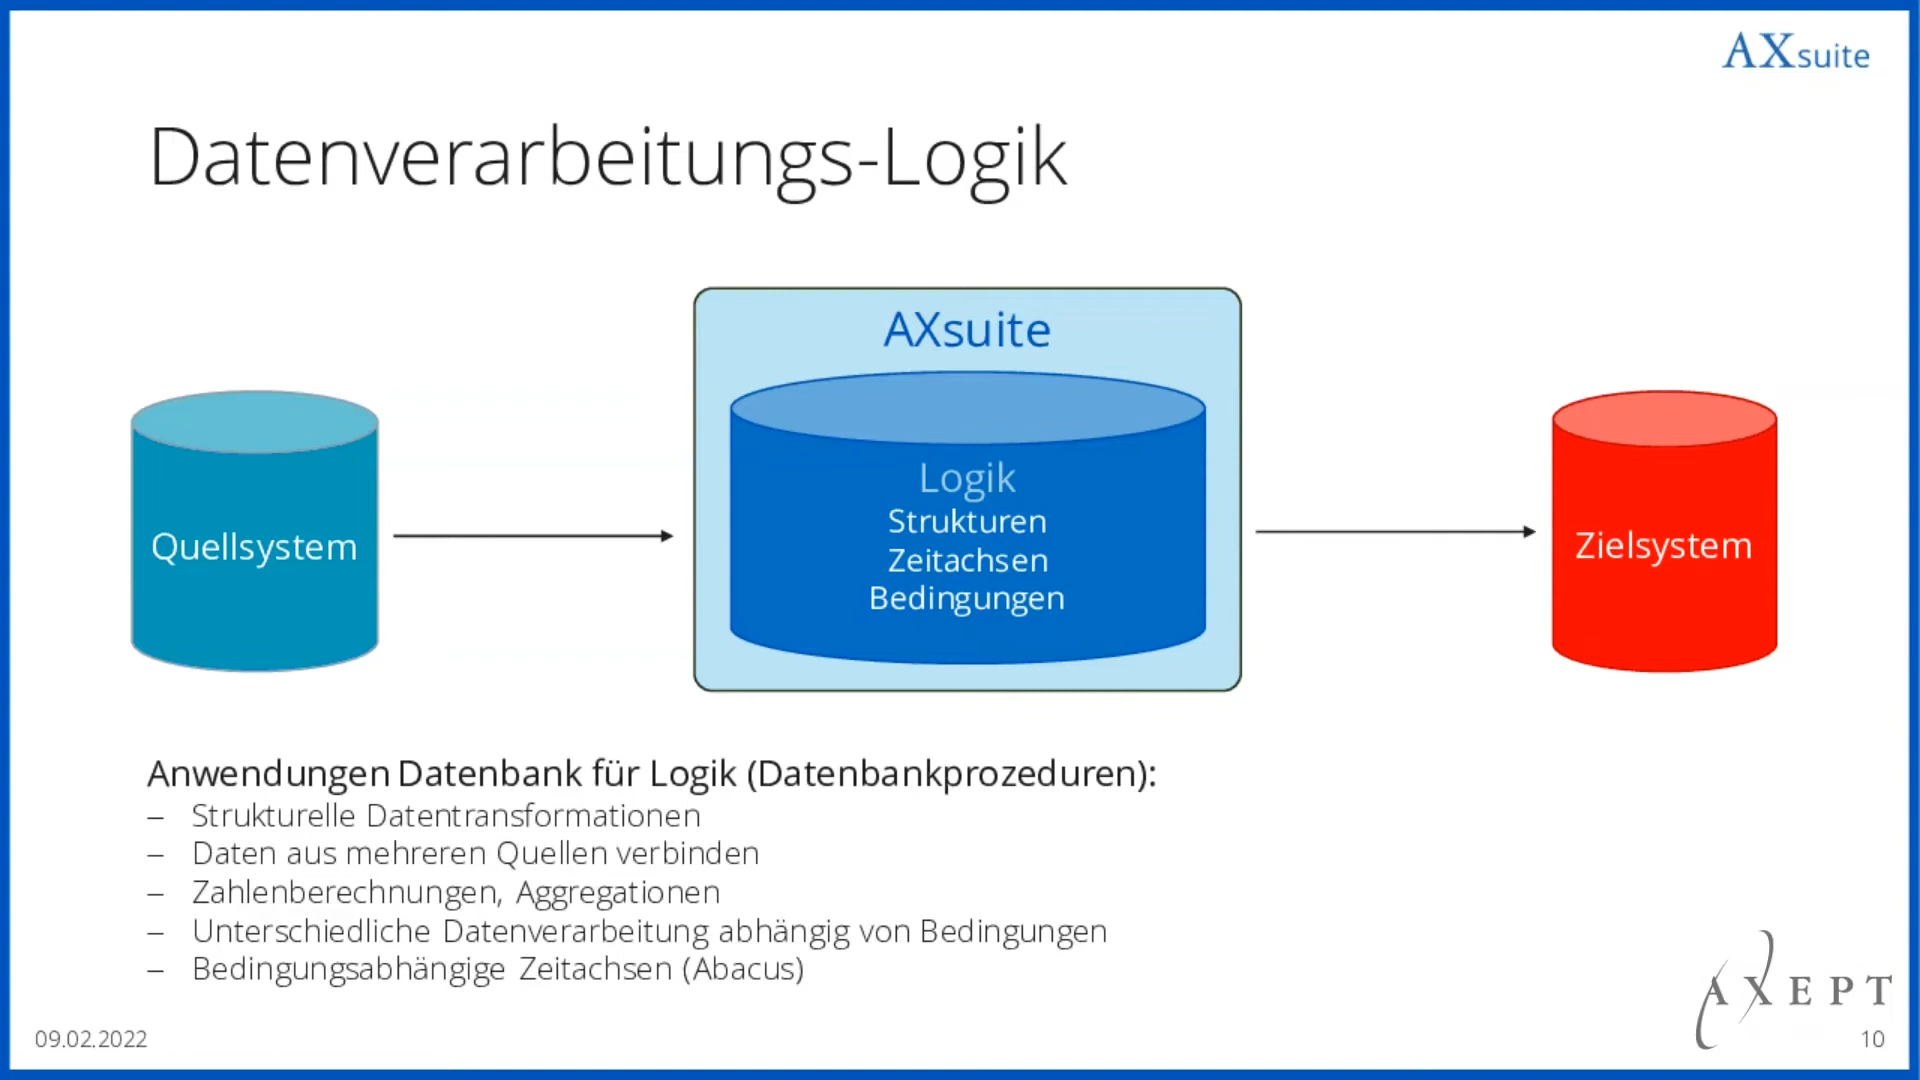 AXsuite
Datenverarbeitungs-Logik
AXsuite
Quellsystem
Logik
Strukturen
Zeitachsen
Bedingungen
Zielsystem
Anwendungen Datenbank für Logik (Datenbankprozeduren):
– Strukturelle Datentransformationen
– Daten aus mehreren Quellen verbinden
– Zahlenberechnungen, Aggregationen
– Unterschiedliche Datenverarbeitung abhängig von Bedingungen
– Bedingungsabhängige Zeitachsen (Abacus)
AXEPT
09.02.2022
10